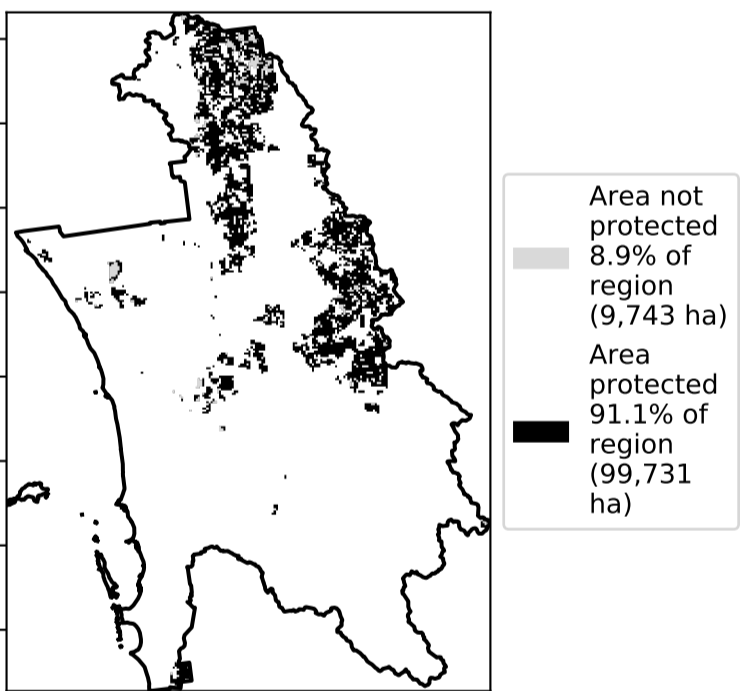 Area not
protected
8.9% of
region
(9,743 ha)
Area
protected
91.1% of
region
(99,731
ha)